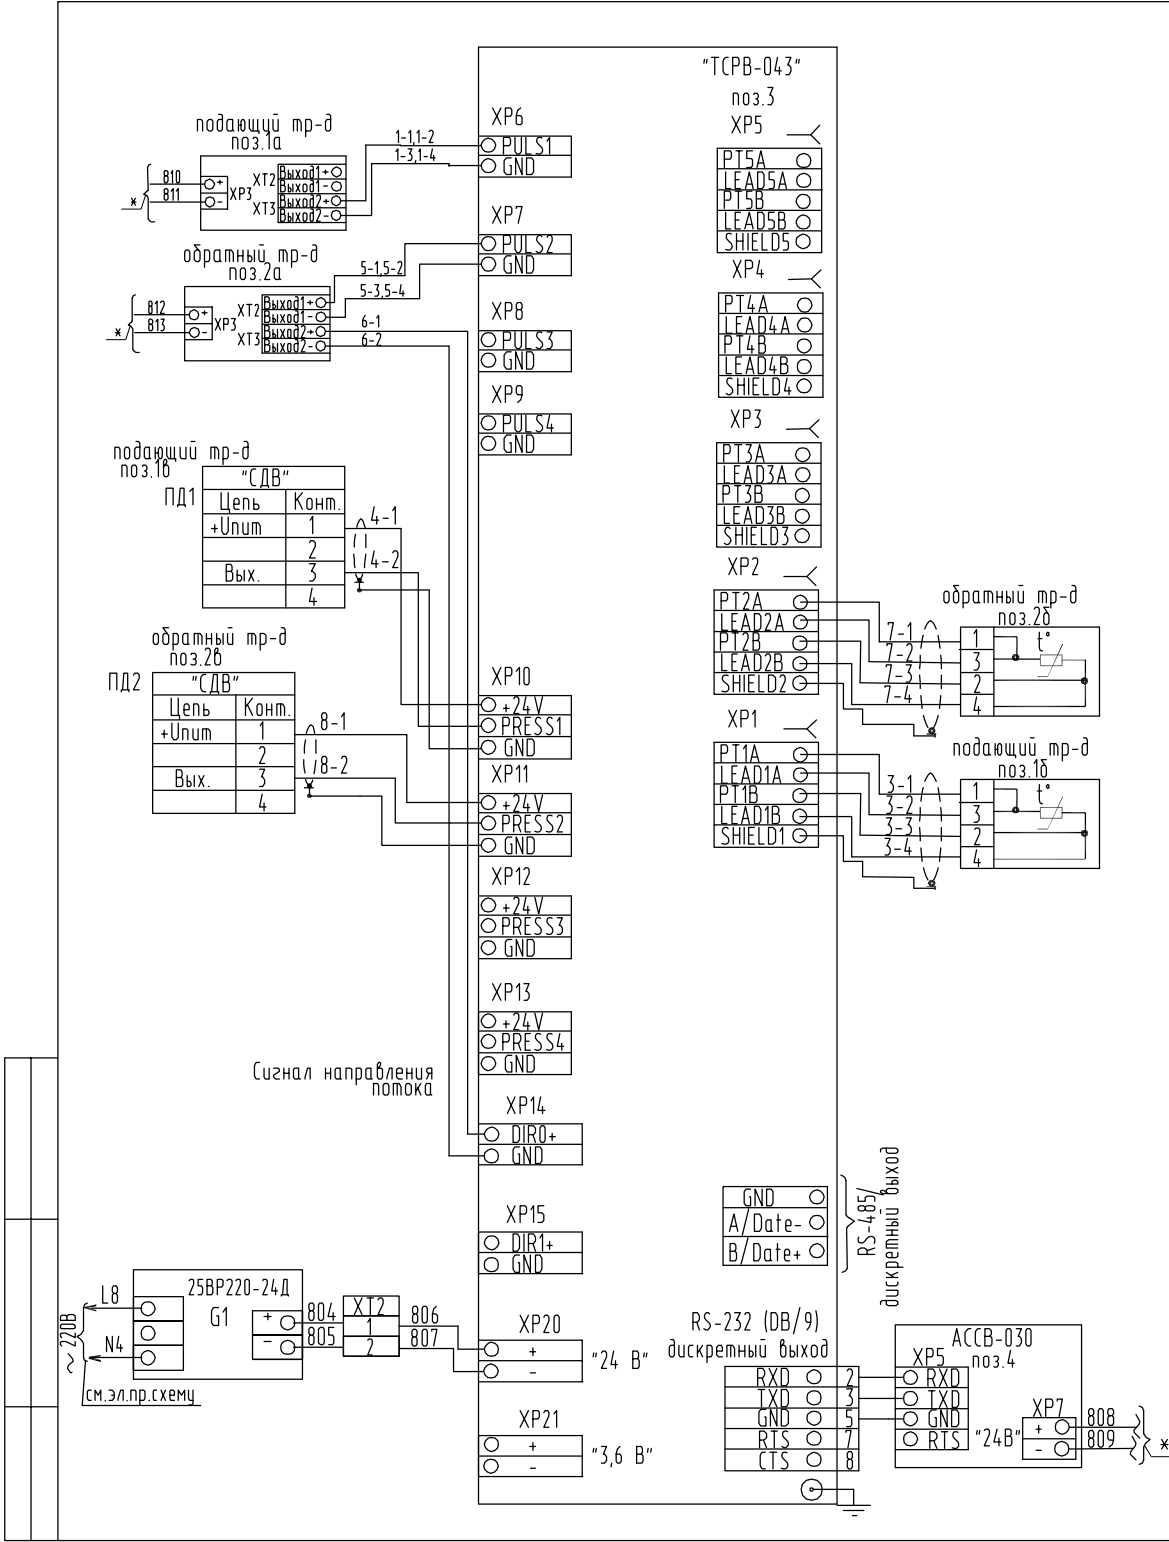 "ТСРВ-043"
поз.3
XP6
PULS1
GND
XP7
PULS2
GND
XP8
PULS3
GND
XP9
PULS4
GND
XP10
+24V
PRESS1
GND
XP11
+24V
PRESS2
GND
XP12
+24V
PRESS3
GND
XP13
+24V
PRESS4
GND
XP14
DIR0+
GND
XP15
DIR1+
GND
XP20
+
-
"24 В"
XP21
+
-
"3,6 В"
XP5
PT5A
LEAD5A
PT5B
LEAD5B
SHIELD5
XP4
PT4A
LEAD4A
PT4B
LEAD4B
SHIELD4
XP3
PT3A
LEAD3A
PT3B
LEAD3B
SHIELD3
XP2
PT2A
LEAD2A
PT2B
LEAD2B
SHIELD2
XP1
PT1A
LEAD1A
PT1B
LEAD1B
SHIELD1
GND
A/Date-
B/Date+
RS-485/
дискретный выход
RS-232 (DB/9)
дискретный выход
RXD 2
TXD 3
GND 5
RTS 7
CTS 8
подающий тр-д
поз.1а
810
811
*
+
-
XP3
XT2
XT3
Выход1+
Выход1-
Выход2+
Выход2-
1-1,1-2
1-3,1-4
обратный тр-д
поз.2а
812
813
*
+
-
XP3
XT2
XT3
Выход1+
Выход1-
Выход2+
Выход2-
5-1,5-2
5-3,5-4
6-1
6-2
подающий тр-д
поз.1в
ПД1
"СДВ"
Цепь Конт.
+Uпит 1
2
Вых. 3
4
4-1
4-2
обратный тр-д
поз.2в
ПД2
"СДВ"
Цепь Конт.
+Uпит 1
2
Вых. 3
4
8-1
8-2
Сигнал направления
потока
обратный тр-д
поз.2б
7-1
7-2
7-3
7-4
1
3
2
4
t°
подающий тр-д
поз.1б
3-1
3-2
3-3
3-4
1
3
2
4
t°
~ 220В
L8
N4
см.эл.пр.схему
25ВР220-24Д
G1
+
-
804
805
XT2
1
2
806
807
АССВ-030
поз.4
XP5
RXD
TXD
GND
RTS
"24В"
XP7
+
-
808
809
*